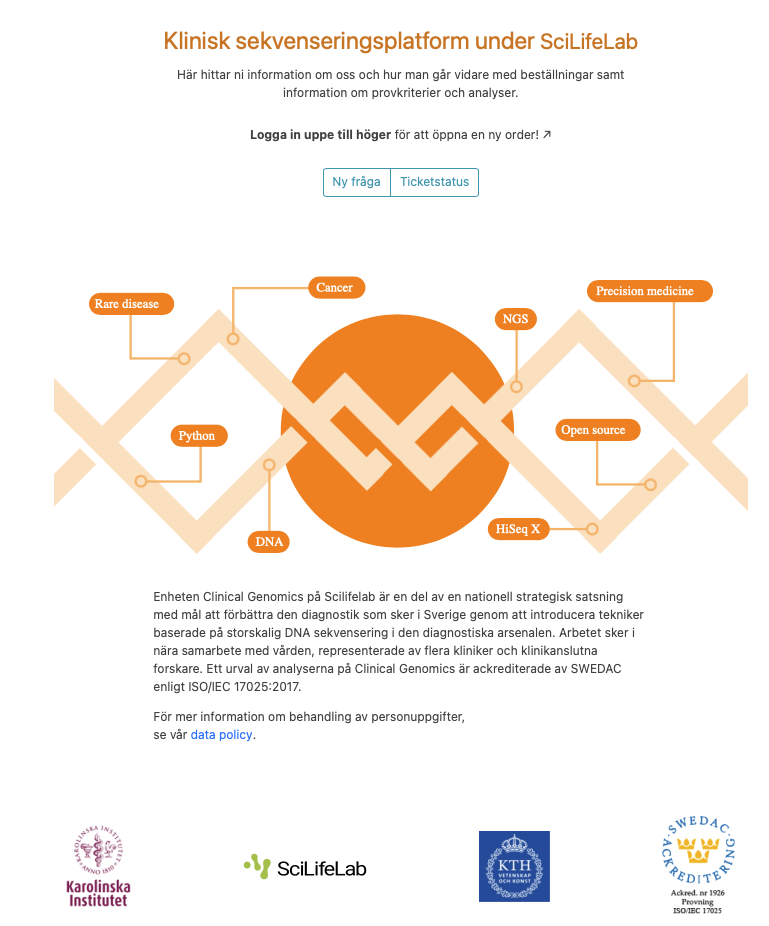 Klinisk sekvenseringsplatform under SciLifeLab
Här hittar ni information om oss och hur man går vidare med beställningar samt
information om provkriterier och analyser.
Logga in uppe till höger för att öppna en ny order! ↗
Ny fråga
Ticketstatus
Cancer
Precision medicine
Rare disease
NGS
Python
Open source
HiSeq X
DNA
Enheten Clinical Genomics på Scilifelab är en del av en nationell strategisk satsning
med mål att förbättra den diagnostik som sker i Sverige genom att introducera tekniker
baserade på storskalig DNA sekvensering i den diagnostiska arsenalen. Arbetet sker i
nära samarbete med vården, representerade av flera kliniker och klinikanslutna
forskare. Ett urval av analyserna på Clinical Genomics är ackrediterade av SWEDAC
enligt ISO/IEC 17025:2017.
För mer information om behandling av personuppgifter,
se vår data policy.
KAROLINSKA INSTITUTET
ANNO 1810
Karolinska
Institutet
SciLifeLab
KTH
VETENSKAP
OCH KONST
SWEDAC
ACKREDITERING
Ackred. nr 1926
Provning
ISO/IEC 17025